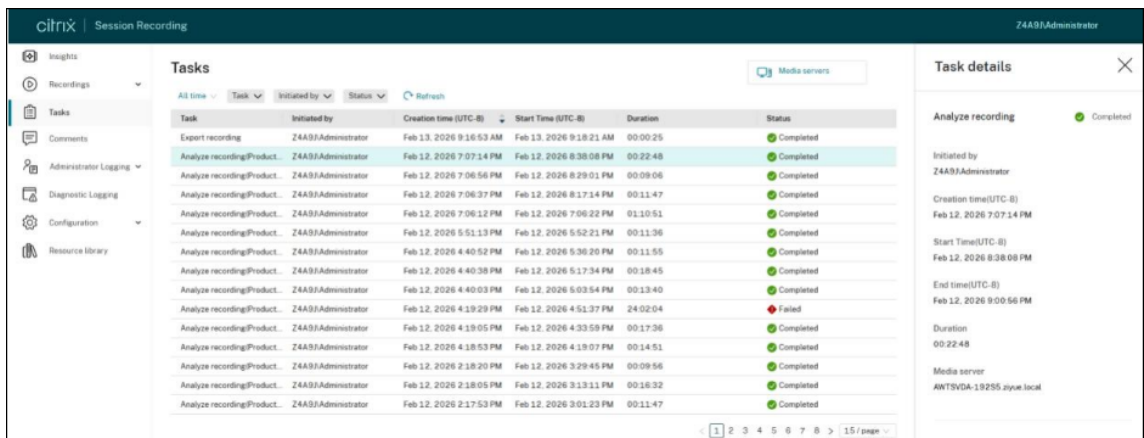 citrix | Session Recording
Z4A9J\Administrator
Insights
Recordings
Tasks
Comments
Administrator Logging
Diagnostic Logging
Configuration
Resource library
Tasks
Media servers
All time Task Initiated by Status Refresh
Task Initiated by Creation time (UTC-8) Start Time (UTC-8) Duration Status
Export recording Z4A9J\Administrator Feb 13, 2026 9:16:53 AM Feb 13, 2026 9:18:21 AM 00:00:25 Completed
Analyze recording(Product... Z4A9J\Administrator Feb 12, 2026 7:07:14 PM Feb 12, 2026 8:38:08 PM 00:22:48 Completed
Analyze recording(Product... Z4A9J\Administrator Feb 12, 2026 7:06:56 PM Feb 12, 2026 8:29:01 PM 00:09:06 Completed
Analyze recording(Product... Z4A9J\Administrator Feb 12, 2026 7:06:37 PM Feb 12, 2026 8:17:14 PM 00:11:47 Completed
Analyze recording(Product... Z4A9J\Administrator Feb 12, 2026 7:06:12 PM Feb 12, 2026 7:06:22 PM 01:10:51 Completed
Analyze recording(Product... Z4A9J\Administrator Feb 12, 2026 5:51:13 PM Feb 12, 2026 5:52:21 PM 00:11:36 Completed
Analyze recording(Product... Z4A9J\Administrator Feb 12, 2026 4:40:52 PM Feb 12, 2026 5:36:20 PM 00:11:55 Completed
Analyze recording(Product... Z4A9J\Administrator Feb 12, 2026 4:40:38 PM Feb 12, 2026 5:17:34 PM 00:18:45 Completed
Analyze recording(Product... Z4A9J\Administrator Feb 12, 2026 4:40:03 PM Feb 12, 2026 5:03:54 PM 00:13:40 Completed
Analyze recording(Product... Z4A9J\Administrator Feb 12, 2026 4:19:29 PM Feb 12, 2026 4:51:37 PM 24:02:04 Failed
Analyze recording(Product... Z4A9J\Administrator Feb 12, 2026 4:19:05 PM Feb 12, 2026 4:33:59 PM 00:17:36 Completed
Analyze recording(Product... Z4A9J\Administrator Feb 12, 2026 4:18:53 PM Feb 12, 2026 4:19:07 PM 00:14:51 Completed
Analyze recording(Product... Z4A9J\Administrator Feb 12, 2026 2:18:20 PM Feb 12, 2026 3:29:45 PM 00:09:56 Completed
Analyze recording(Product... Z4A9J\Administrator Feb 12, 2026 2:18:05 PM Feb 12, 2026 3:13:11 PM 00:16:32 Completed
Analyze recording(Product... Z4A9J\Administrator Feb 12, 2026 2:17:53 PM Feb 12, 2026 3:01:23 PM 00:11:47 Completed
< 1 2 3 4 5 6 7 8 > 15 / page
Task details
Analyze recording Completed
Initiated by
Z4A9J\Administrator
Creation time(UTC-8)
Feb 12, 2026 7:07:14 PM
Start Time(UTC-8)
Feb 12, 2026 8:38:08 PM
End time(UTC-8)
Feb 12, 2026 9:00:56 PM
Duration
00:22:48
Media server
AWTSVDA-19255.ziyue.local